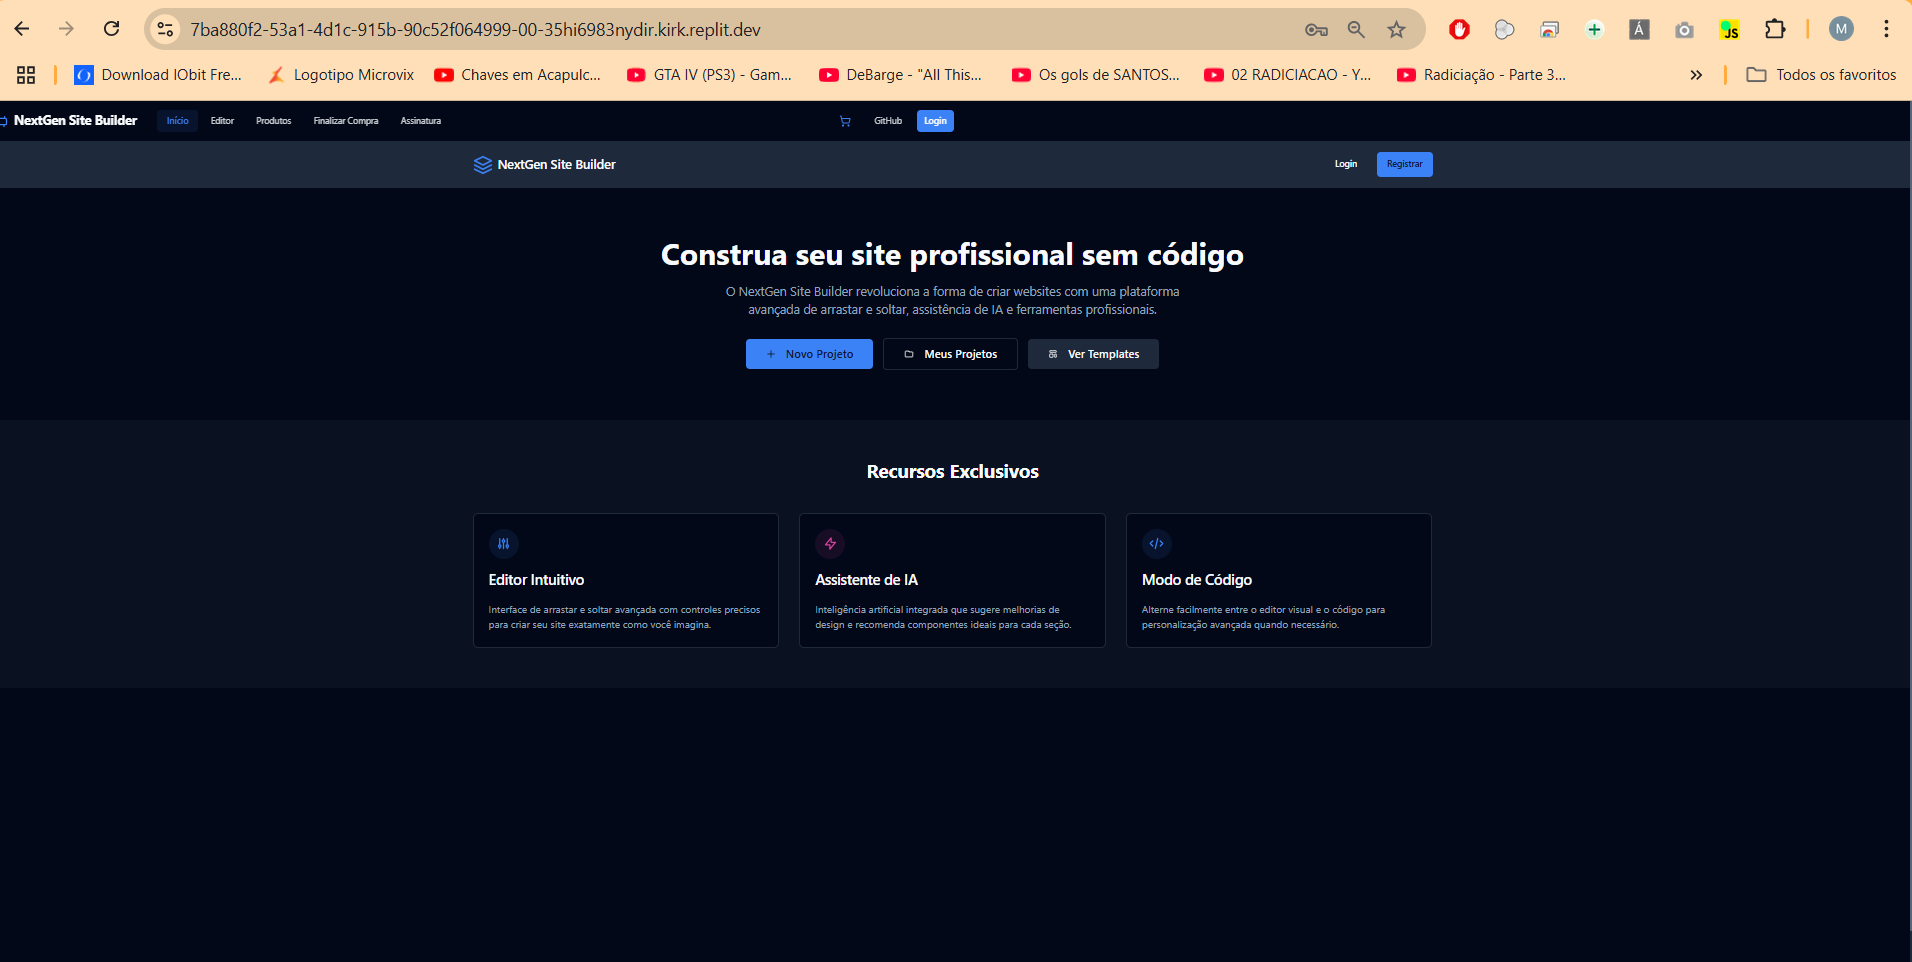 7ba880f2-53a1-4d1c-915b-90c52f064999-00-35hi6983nydir.kirk.replit.dev
Á
JS
M
Download IObit Fre...
Logotipo Microvix
Chaves em Acapulc...
GTA IV (PS3) - Gam...
DeBarge - "All This...
Os gols de SANTOS...
02 RADICIACAO - Y...
Radiciação - Parte 3...
»
Todos os favoritos
NextGen Site Builder
Início
Editor
Produtos
Finalizar Compra
Assinatura
GitHub
Login
NextGen Site Builder
Login
Registrar
Construa seu site profissional sem código
O NextGen Site Builder revoluciona a forma de criar websites com uma plataforma
avançada de arrastar e soltar, assistência de IA e ferramentas profissionais.
Novo Projeto
Meus Projetos
Ver Templates
Recursos Exclusivos
Editor Intuitivo
Interface de arrastar e soltar avançada com controles precisos
para criar seu site exatamente como você imagina.
Assistente de IA
Inteligência artificial integrada que sugere melhorias de
design e recomenda componentes ideais para cada seção.
Modo de Código
Alterne facilmente entre o editor visual e o código para
personalização avançada quando necessário.